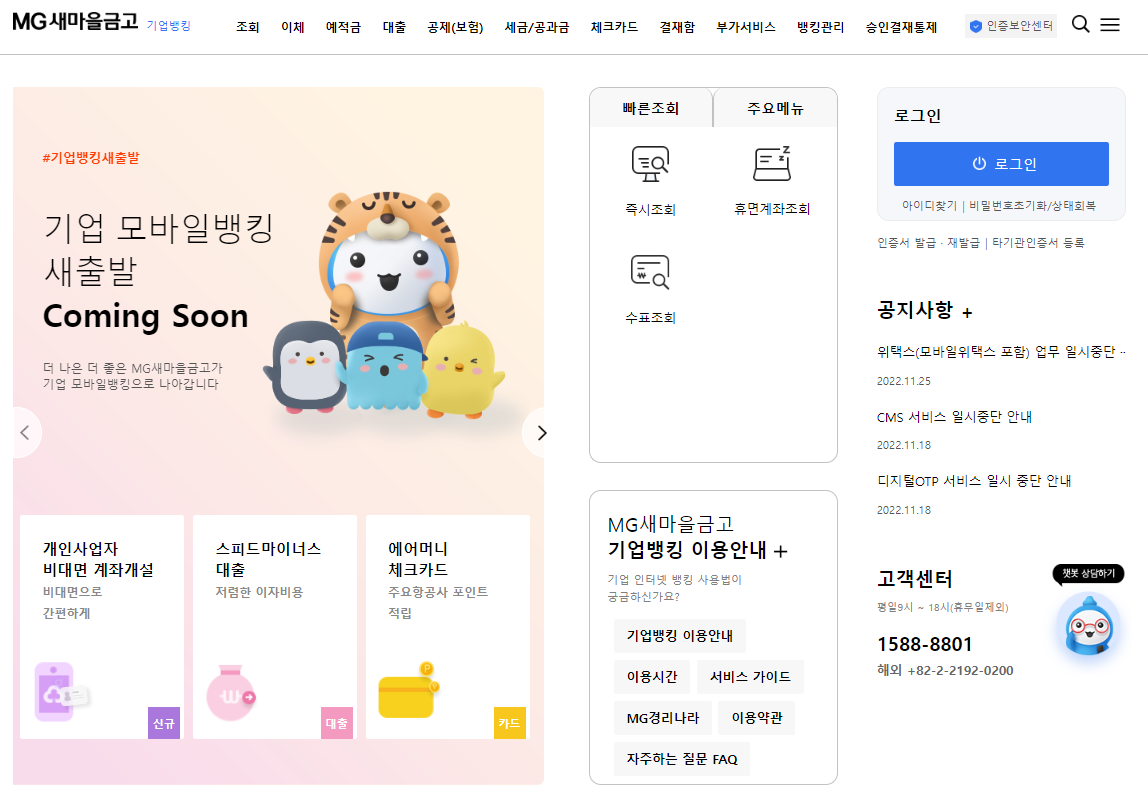 MG새마을금고 기업뱅킹
조회 이체 예적금 대출 공제(보험) 세금/공과금 체크카드 결재함 부가서비스 뱅킹관리 승인결재통제
인증보안센터
#기업뱅킹새출발
기업 모바일뱅킹
새출발
Coming Soon
더 나은 더 좋은 MG새마을금고가
기업 모바일뱅킹으로 나아갑니다
개인사업자
비대면 계좌개설
비대면으로
간편하게
신규
스피드마이너스
대출
저렴한 이자비용
대출
에어머니
체크카드
주요항공사 포인트
적립
카드
빠른조회 주요메뉴
즉시조회 휴면계좌조회
수표조회
MG새마을금고
기업뱅킹 이용안내 +
기업 인터넷 뱅킹 사용법이
궁금하신가요?
기업뱅킹 이용안내
이용시간 서비스 가이드
MG경리나라 이용약관
자주하는 질문 FAQ
로그인
로그인
아이디찾기 | 비밀번호초기화/상태회복
인증서 발급 · 재발급 | 타기관인증서 등록
공지사항 +
위택스(모바일위택스 포함) 업무 일시중단 ··
2022.11.25
CMS 서비스 일시중단 안내
2022.11.18
디지털OTP 서비스 일시 중단 안내
2022.11.18
고객센터
평일9시 ~ 18시(휴무일제외)
1588-8801
해외 +82-2-2192-0200
챗봇 상담하기